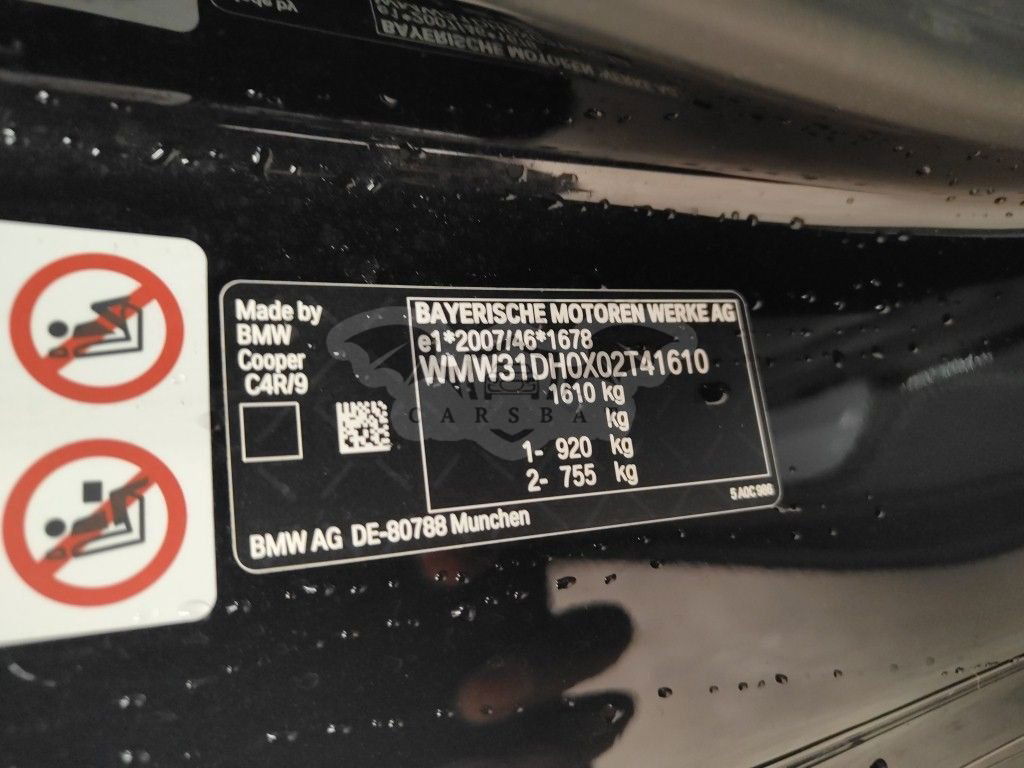 Made by
BMW
Cooper
C4R/9
BAYERISCHE MOTOREN WERKE AG
e1*2007/46*1678
WMW31DH0X02T41610
1610 kg
kg
1- 920 kg
2- 755 kg
5 A0C 986
BMW AG DE-80788 Munchen
CARSBA